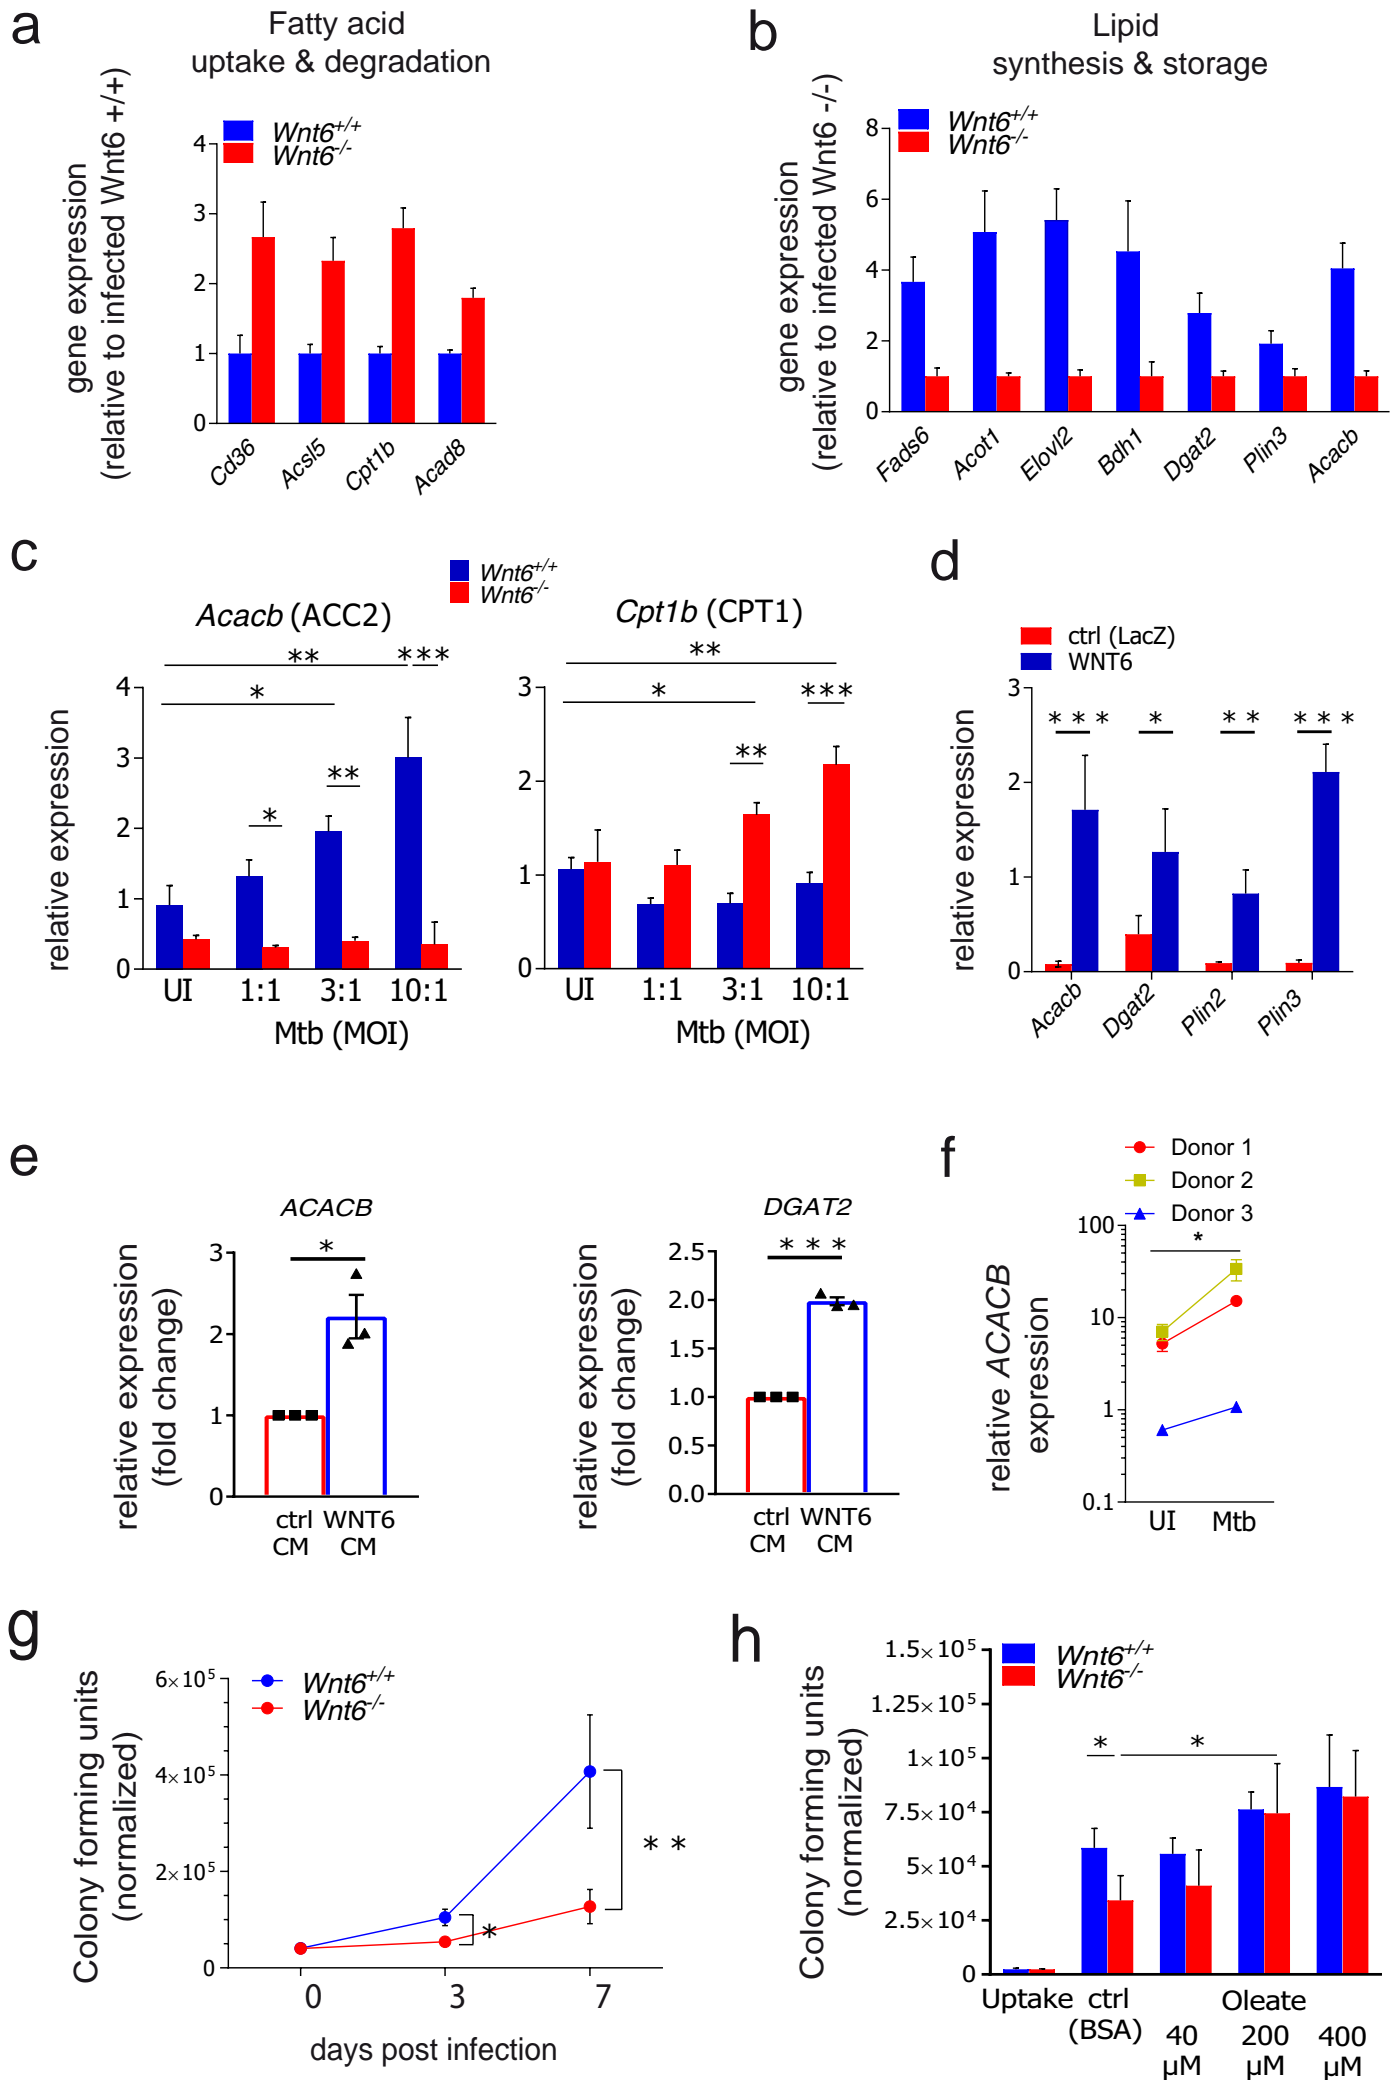 a
Fatty acid
uptake & degradation
gene expression
(relative to infected Wnt6 +/+)
Wnt6+/+
Wnt6-/-
4
3
2
1
0
Cd36
Acsl5
Cpt1b
Acad8
b
Lipid
synthesis & storage
gene expression
(relative to infected Wnt6 -/-)
Wnt6+/+
Wnt6-/-
8
6
4
2
0
Fads6
Acot1
Elovl2
Bdh1
Dgat2
Plin3
Acacb
c
Wnt6+/+
Wnt6-/-
Acacb (ACC2)
relative expression
** ***
*
**
*
4
3
2
1
0
UI 1:1 3:1 10:1
Mtb (MOI)
Cpt1b (CPT1)
**
* ***
**
3
2
1
0
UI 1:1 3:1 10:1
Mtb (MOI)
d
ctrl (LacZ)
WNT6
relative expression
*** * ** ***
3
2
1
0
Acacb
Dgat2
Plin2
Plin3
e
ACACB
relative expression
(fold change)
*
3
2
1
0
ctrl WNT6
CM CM
DGAT2
relative expression
(fold change)
***
2.5
2.0
1.5
1.0
0.5
0.0
ctrl WNT6
CM CM
f
Donor 1
Donor 2
Donor 3
relative ACACB
expression
*
100
10
1
0.1
UI Mtb
g
Colony forming units
(normalized)
Wnt6+/+
Wnt6-/-
6×10⁵
4×10⁵
2×10⁵
0
**
*
0 3 7
days post infection
h
Colony forming units
(normalized)
Wnt6+/+
Wnt6-/-
1.5×10⁵
1.25×10⁵
1×10⁵
7.5×10⁴
5×10⁴
2.5×10⁴
0
* *
Uptake ctrl Oleate
(BSA) 40 200 400
µM µM µM